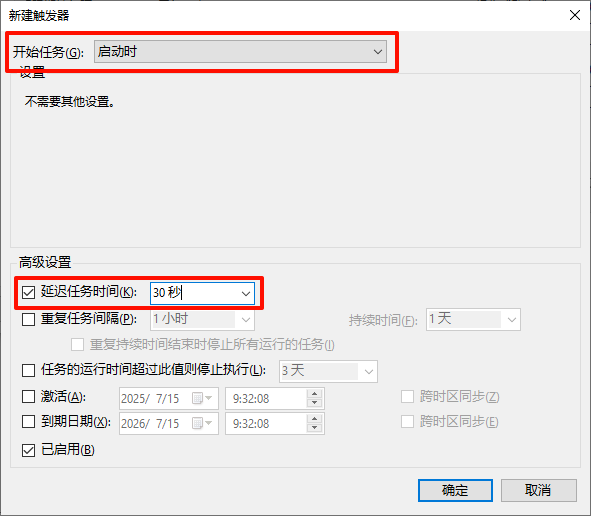 新建触发器
开始任务(G): 启动时
设置
不需要其他设置。
高级设置
延迟任务时间(K): 30 秒
重复任务间隔(P): 1 小时 持续时间(F): 1 天
重复持续时间结束时停止所有运行的任务(I)
任务的运行时间超过此值则停止执行(L): 3 天
激活(A): 2025/ 7/15 9:32:08 跨时区同步(Z)
到期日期(X): 2026/ 7/15 9:32:08 跨时区同步(E)
已启用(B)
确定 取消